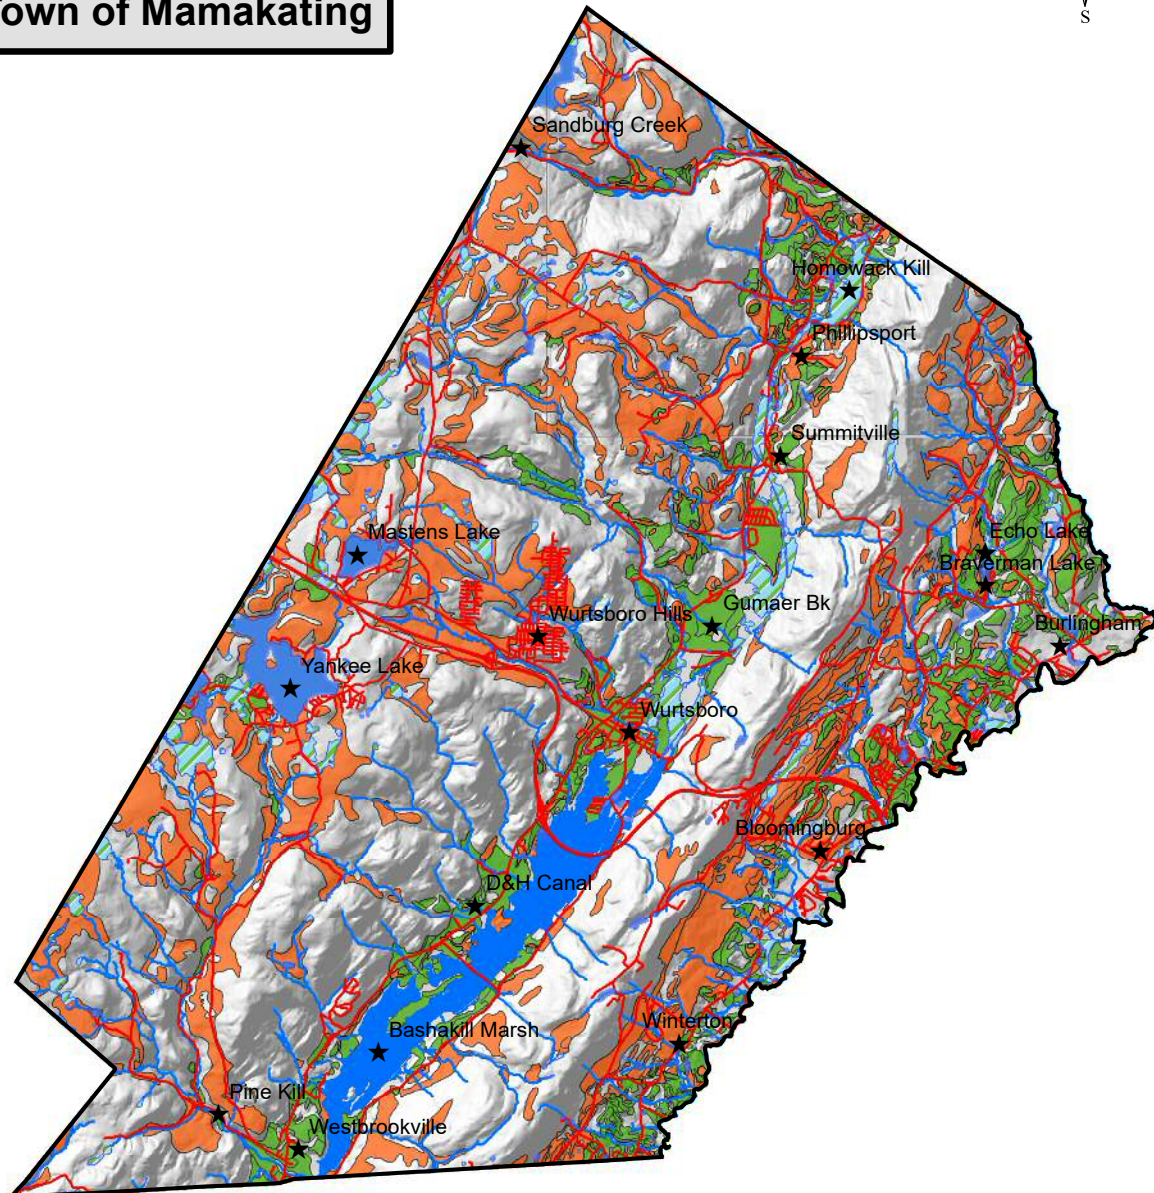 own of Mamakating
S
Sandburg Creek
Homowack Kill
Phillipsport
Summitville
Mastens Lake
Echo Lake
Braverman Lake
Gumaer Bk
Wurtsboro Hills
Burlingham
Yankee Lake
Wurtsboro
Bloomingburg
D&H Canal
Winterton
Bashakill Marsh
Pine Kill
Westbrookville